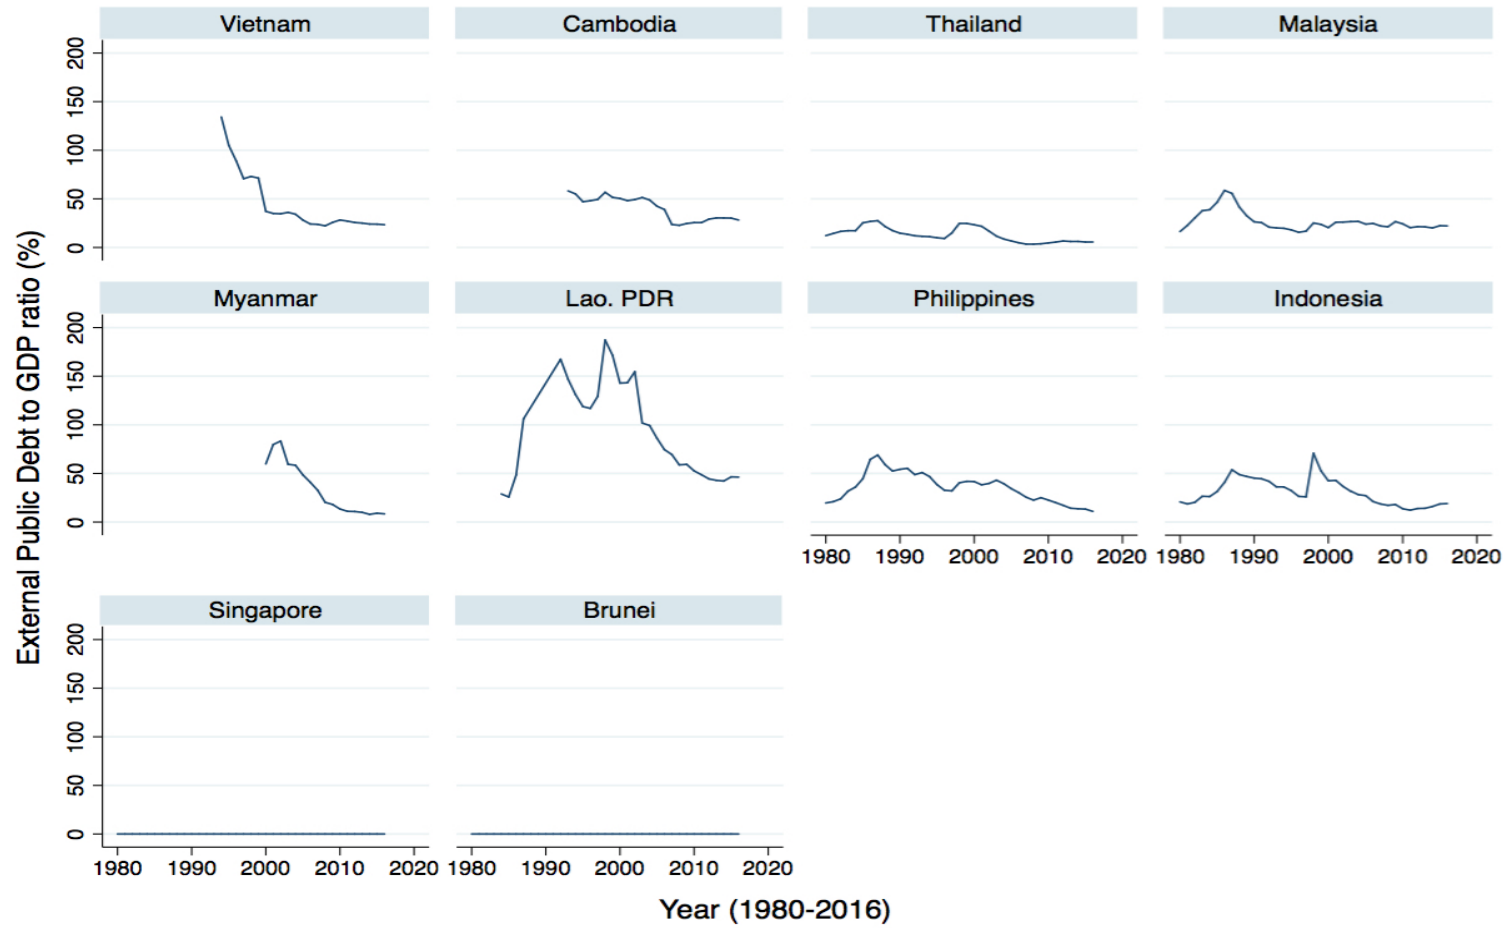 Vietnam
Cambodia
Thailand
Malaysia
200
150
100
50
0
Myanmar
Lao. PDR
Philippines
Indonesia
200
150
100
50
0
1980 1990 2000 2010 2020
1980 1990 2000 2010 2020
Singapore
Brunei
200
150
100
50
0
1980 1990 2000 2010 2020
1980 1990 2000 2010 2020
External Public Debt to GDP ratio (%)
Year (1980-2016)